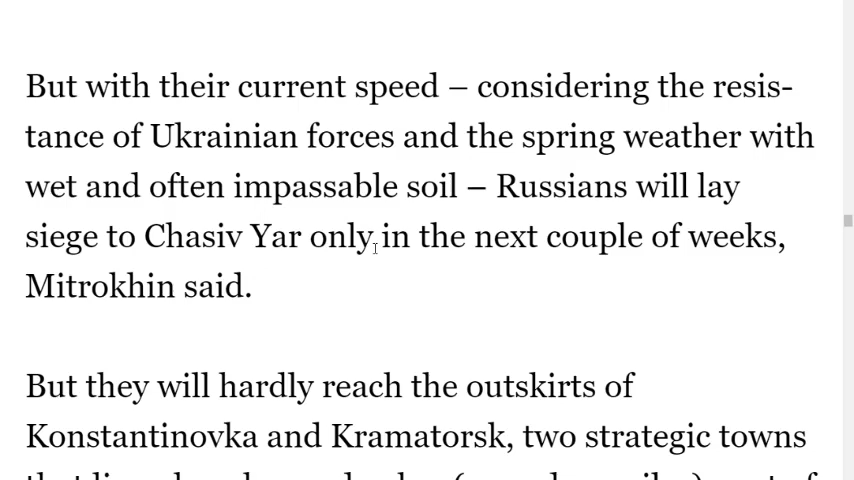 But with their current speed – considering the resis-
tance of Ukrainian forces and the spring weather with
wet and often impassable soil – Russians will lay
siege to Chasiv Yar only in the next couple of weeks,
Mitrokhin said.
But they will hardly reach the outskirts of
Konstantinovka and Kramatorsk, two strategic towns